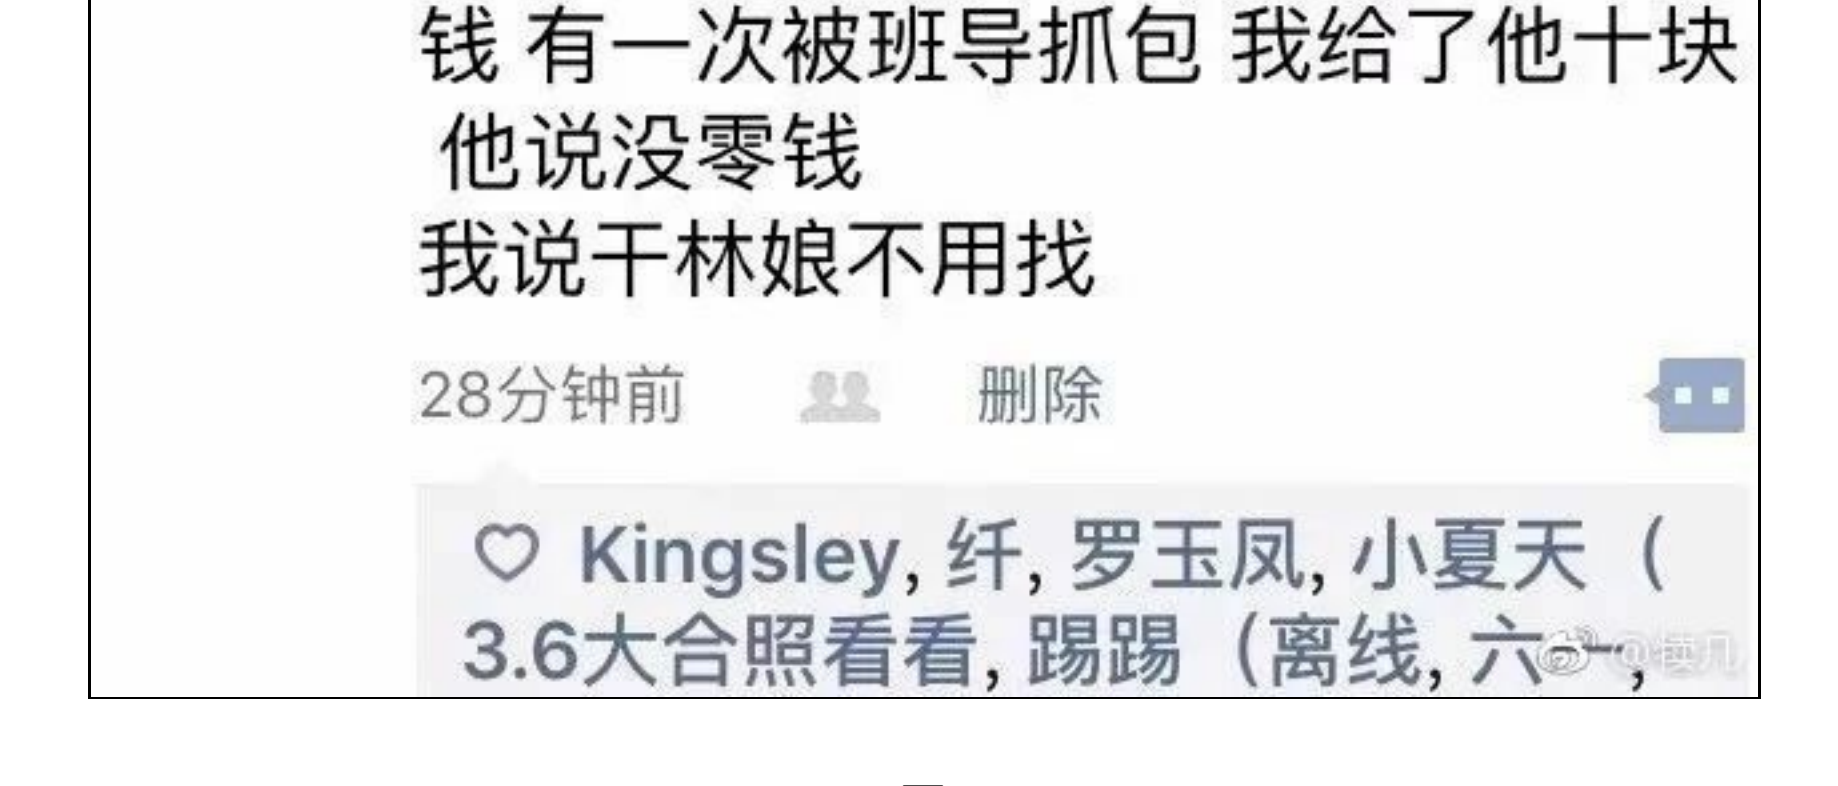 钱 有一次被班导抓包 我给了他十块
他说没零钱
我说干林娘不用找
28分钟前 删除
Kingsley, 纤, 罗玉凤, 小夏天（
3.6大合照看看, 踢踢（离线, 六一,